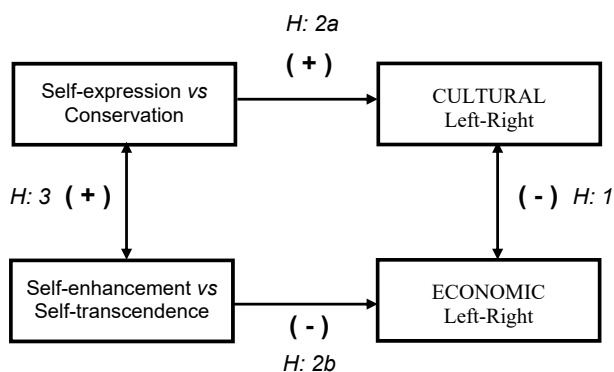 H: 2a
( + )
Self-expression vs
Conservation
CULTURAL
Left-Right
H: 3 ( + )
( - ) H: 1
Self-enhancement vs
Self-transcendence
ECONOMIC
Left-Right
( - )
H: 2b